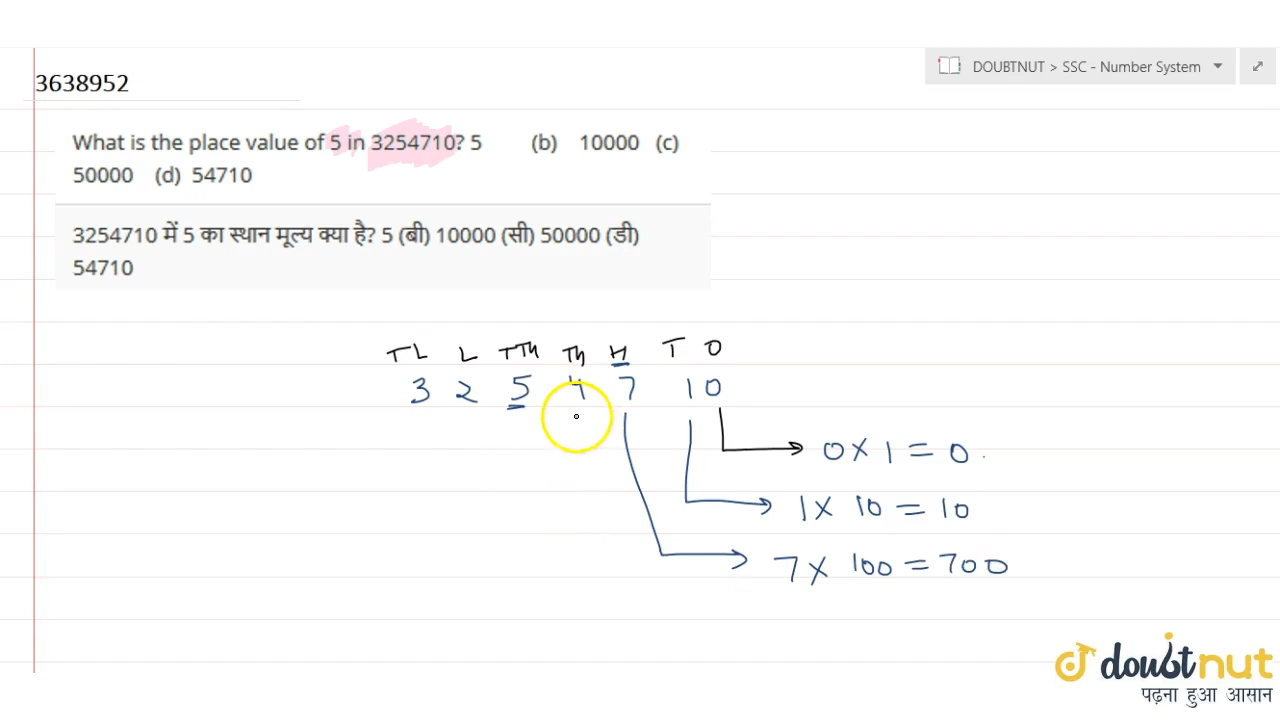 3638952
DOUBTNUT > SSC - Number System
What is the place value of 5 in 3254710? 5 (b) 10000 (c)
50000 (d) 54710
3254710 में 5 का स्थान मूल्य क्या है? 5 (बी) 10000 (सी) 50000 (डी)
54710
TL L TTh Th H T O
3 2 5 4 7 1 0
0 X 1 = 0
1 X 10 = 10
7 X 100 = 700
doubtnut
पढ़ना हुआ आसान